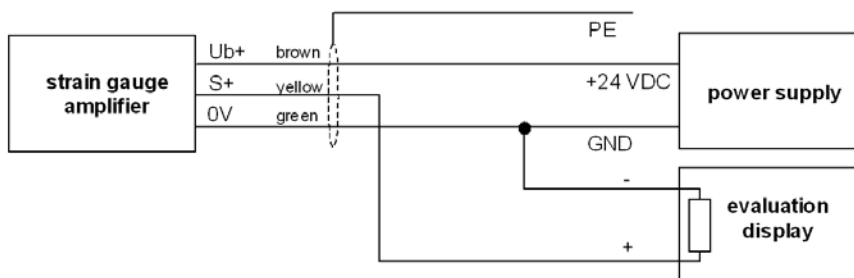 PE
Ub+ brown
strain gauge
amplifier
S+ yellow
+24 VDC
power supply
0V green
GND
-
evaluation
display
+